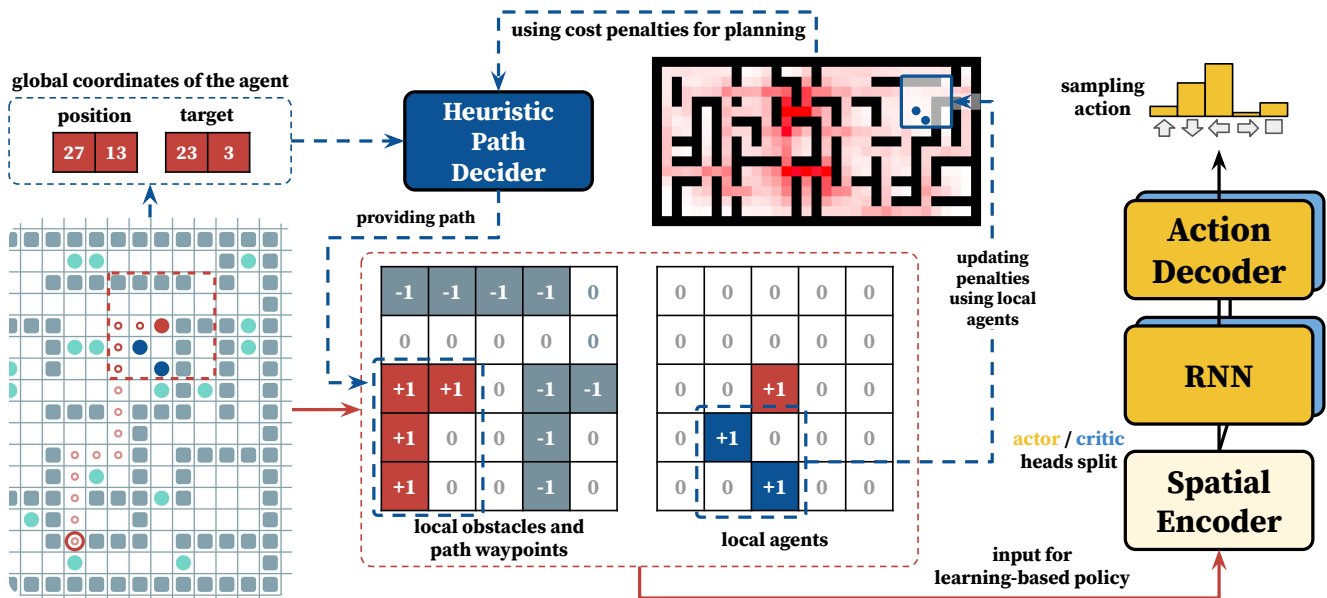 using cost penalties for planning
global coordinates of the agent
position target
27 13 23 3
Heuristic
Path
Decider
sampling
action
providing path
updating
penalties
using local
agents
-1 -1 -1 -1 0
0 0 0 0 0
+1 +1 0 -1 -1
+1 0 0 -1 0
+1 0 0 -1 0
local obstacles and
path waypoints
0 0 0 0 0
0 0 0 0 0
0 0 +1 0 0
0 +1 0 0 0
0 0 +1 0 0
local agents
Action
Decoder
RNN
actor / critic
heads split
Spatial
Encoder
input for
learning-based policy